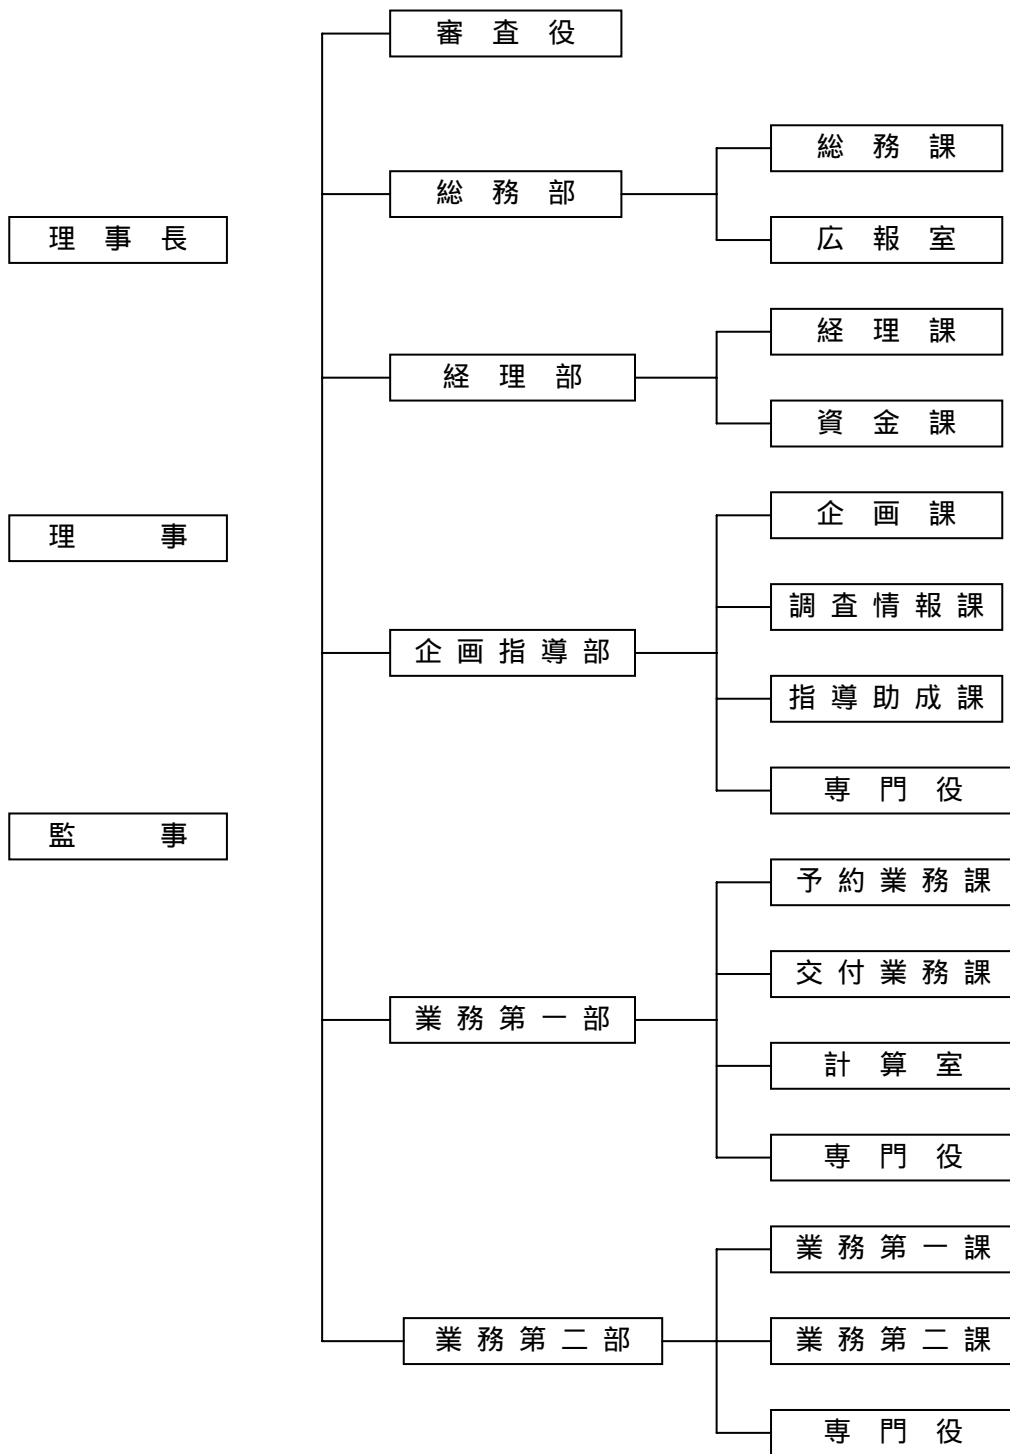 理事長
理事
監事
審査役
総務部
総務課
広報室
経理部
経理課
資金課
企画指導部
企画課
調査情報課
指導助成課
専門役
業務第一部
予約業務課
交付業務課
計算室
専門役
業務第二部
業務第一課
業務第二課
専門役